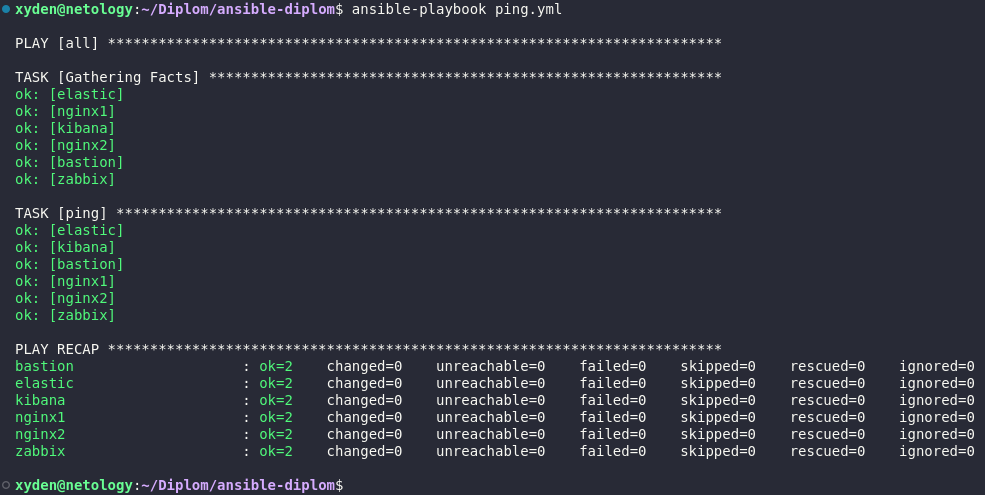 xyden@netology:~/Diplom/ansible-diplom$ ansible-playbook ping.yml
PLAY [all] *************************************************************************
TASK [Gathering Facts] *************************************************************
ok: [elastic]
ok: [nginx1]
ok: [kibana]
ok: [nginx2]
ok: [bastion]
ok: [zabbix]
TASK [ping] ************************************************************************
ok: [elastic]
ok: [kibana]
ok: [bastion]
ok: [nginx1]
ok: [nginx2]
ok: [zabbix]
PLAY RECAP *************************************************************************
bastion                    : ok=2    changed=0    unreachable=0    failed=0    skipped=0    rescued=0    ignored=0
elastic                    : ok=2    changed=0    unreachable=0    failed=0    skipped=0    rescued=0    ignored=0
kibana                     : ok=2    changed=0    unreachable=0    failed=0    skipped=0    rescued=0    ignored=0
nginx1                     : ok=2    changed=0    unreachable=0    failed=0    skipped=0    rescued=0    ignored=0
nginx2                     : ok=2    changed=0    unreachable=0    failed=0    skipped=0    rescued=0    ignored=0
zabbix                     : ok=2    changed=0    unreachable=0    failed=0    skipped=0    rescued=0    ignored=0
xyden@netology:~/Diplom/ansible-diplom$